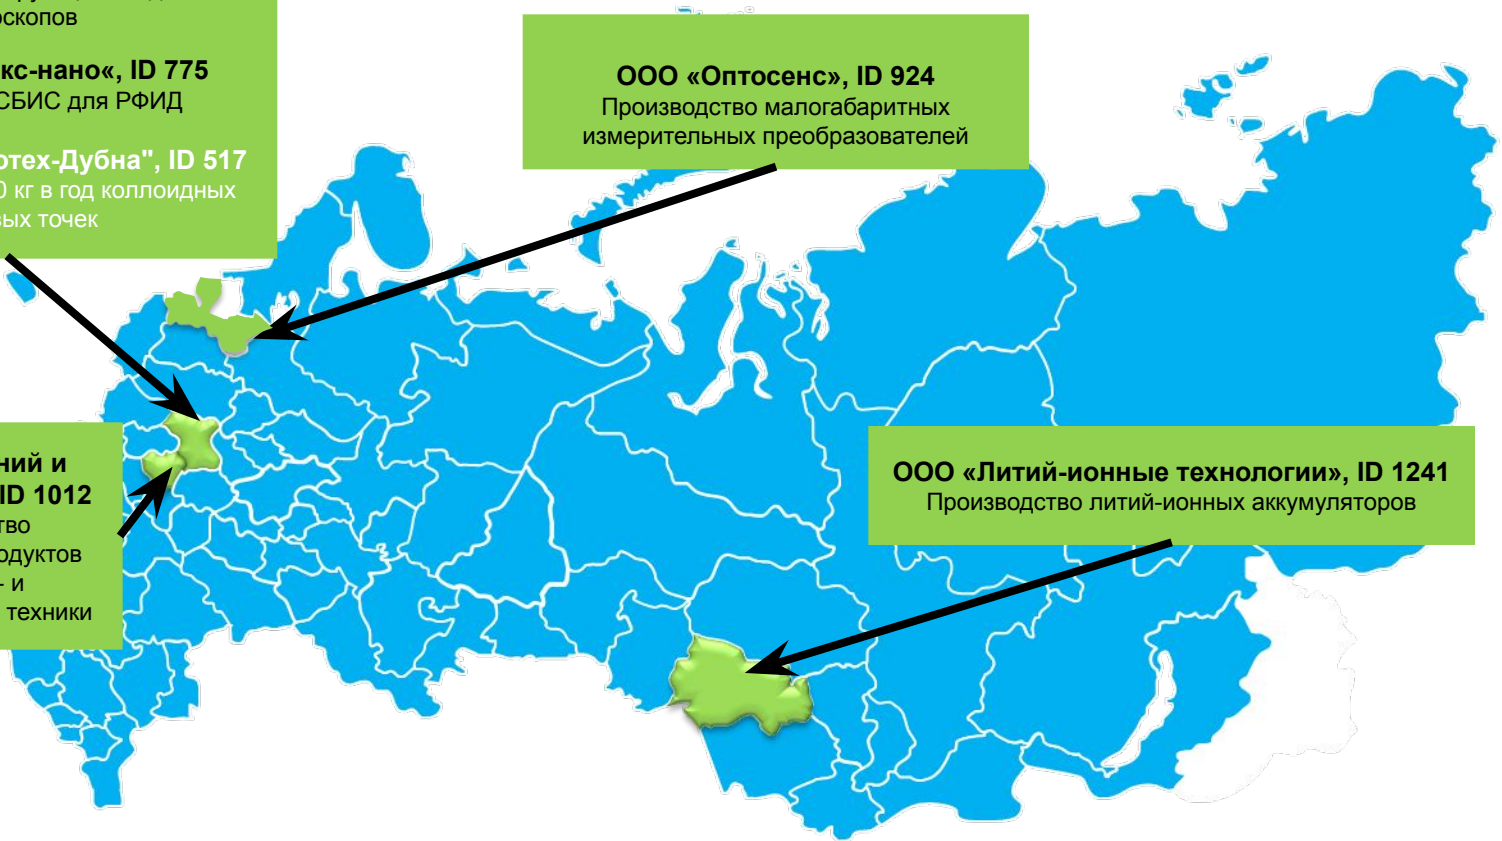 оскопов
кс-нано«, ID 775
СБИС для РФИД
отех-Дубна", ID 517
0 кг в год коллоидных
вых точек
ООО «Оптосенс», ID 924
Производство малогабаритных
измерительных преобразователей
ний и
ID 1012
тво
одуктов
- и
техники
ООО «Литий-ионные технологии», ID 1241
Производство литий-ионных аккумуляторов